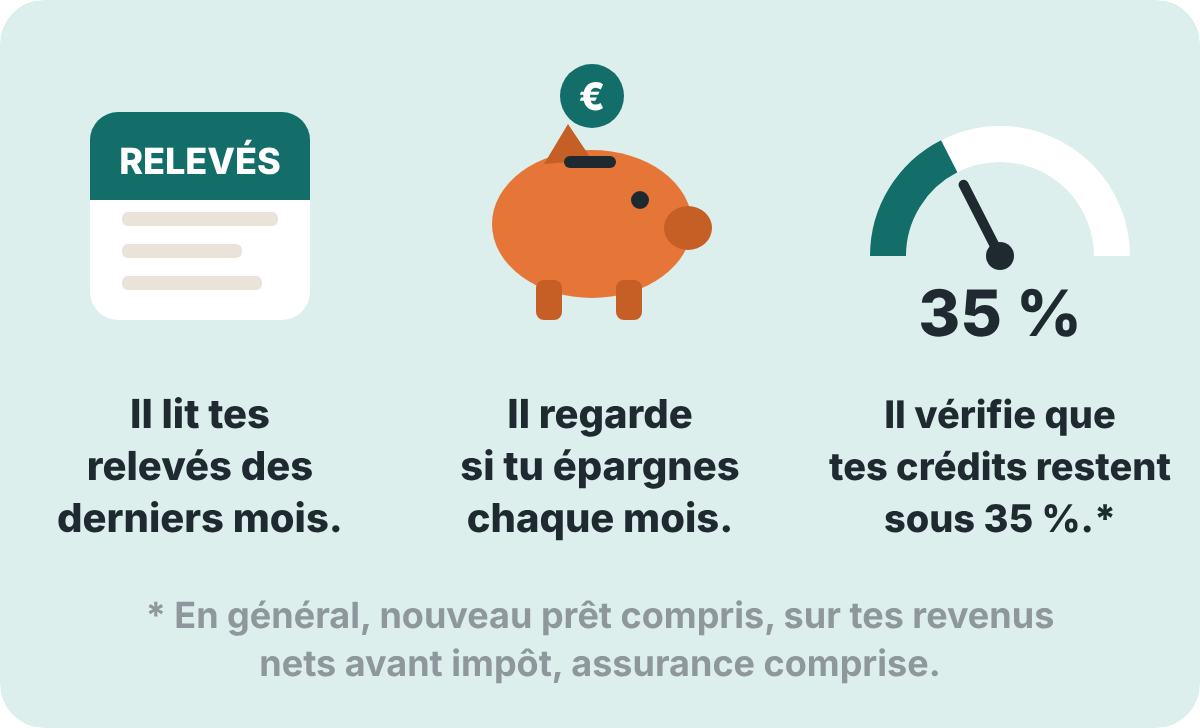 RELEVÉS
€
35 %
Il lit tes
relevés des
derniers mois.
Il regarde
si tu épargnes
chaque mois.
Il vérifie que
tes crédits restent
sous 35 %.*
* En général, nouveau prêt compris, sur tes revenus
nets avant impôt, assurance comprise.